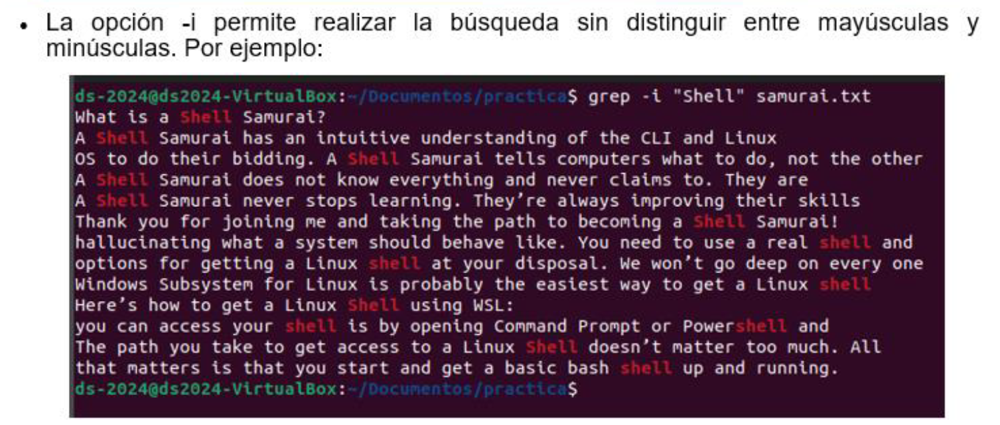 • La opción -i permite realizar la búsqueda sin distinguir entre mayúsculas y
minúsculas. Por ejemplo:
ds-2024@ds2024-VirtualBox:~/Documentos/practica$ grep -i "Shell" samurai.txt
What is a Shell Samurai?
A Shell Samurai has an intuitive understanding of the CLI and Linux
OS to do their bidding. A Shell Samurai tells computers what to do, not the other
A Shell Samurai does not know everything and never claims to. They are
A Shell Samurai never stops learning. They’re always improving their skills
Thank you for joining me and taking the path to becoming a Shell Samurai!
hallucinating what a system should behave like. You need to use a real shell and
options for getting a Linux shell at your disposal. We won’t go deep on every one
Windows Subsystem for Linux is probably the easiest way to get a Linux shell
Here’s how to get a Linux Shell using WSL:
you can access your shell is by opening Command Prompt or Powershell and
The path you take to get access to a Linux Shell doesn’t matter too much. All
that matters is that you start and get a basic bash shell up and running.
ds-2024@ds2024-VirtualBox:~/Documentos/practica$